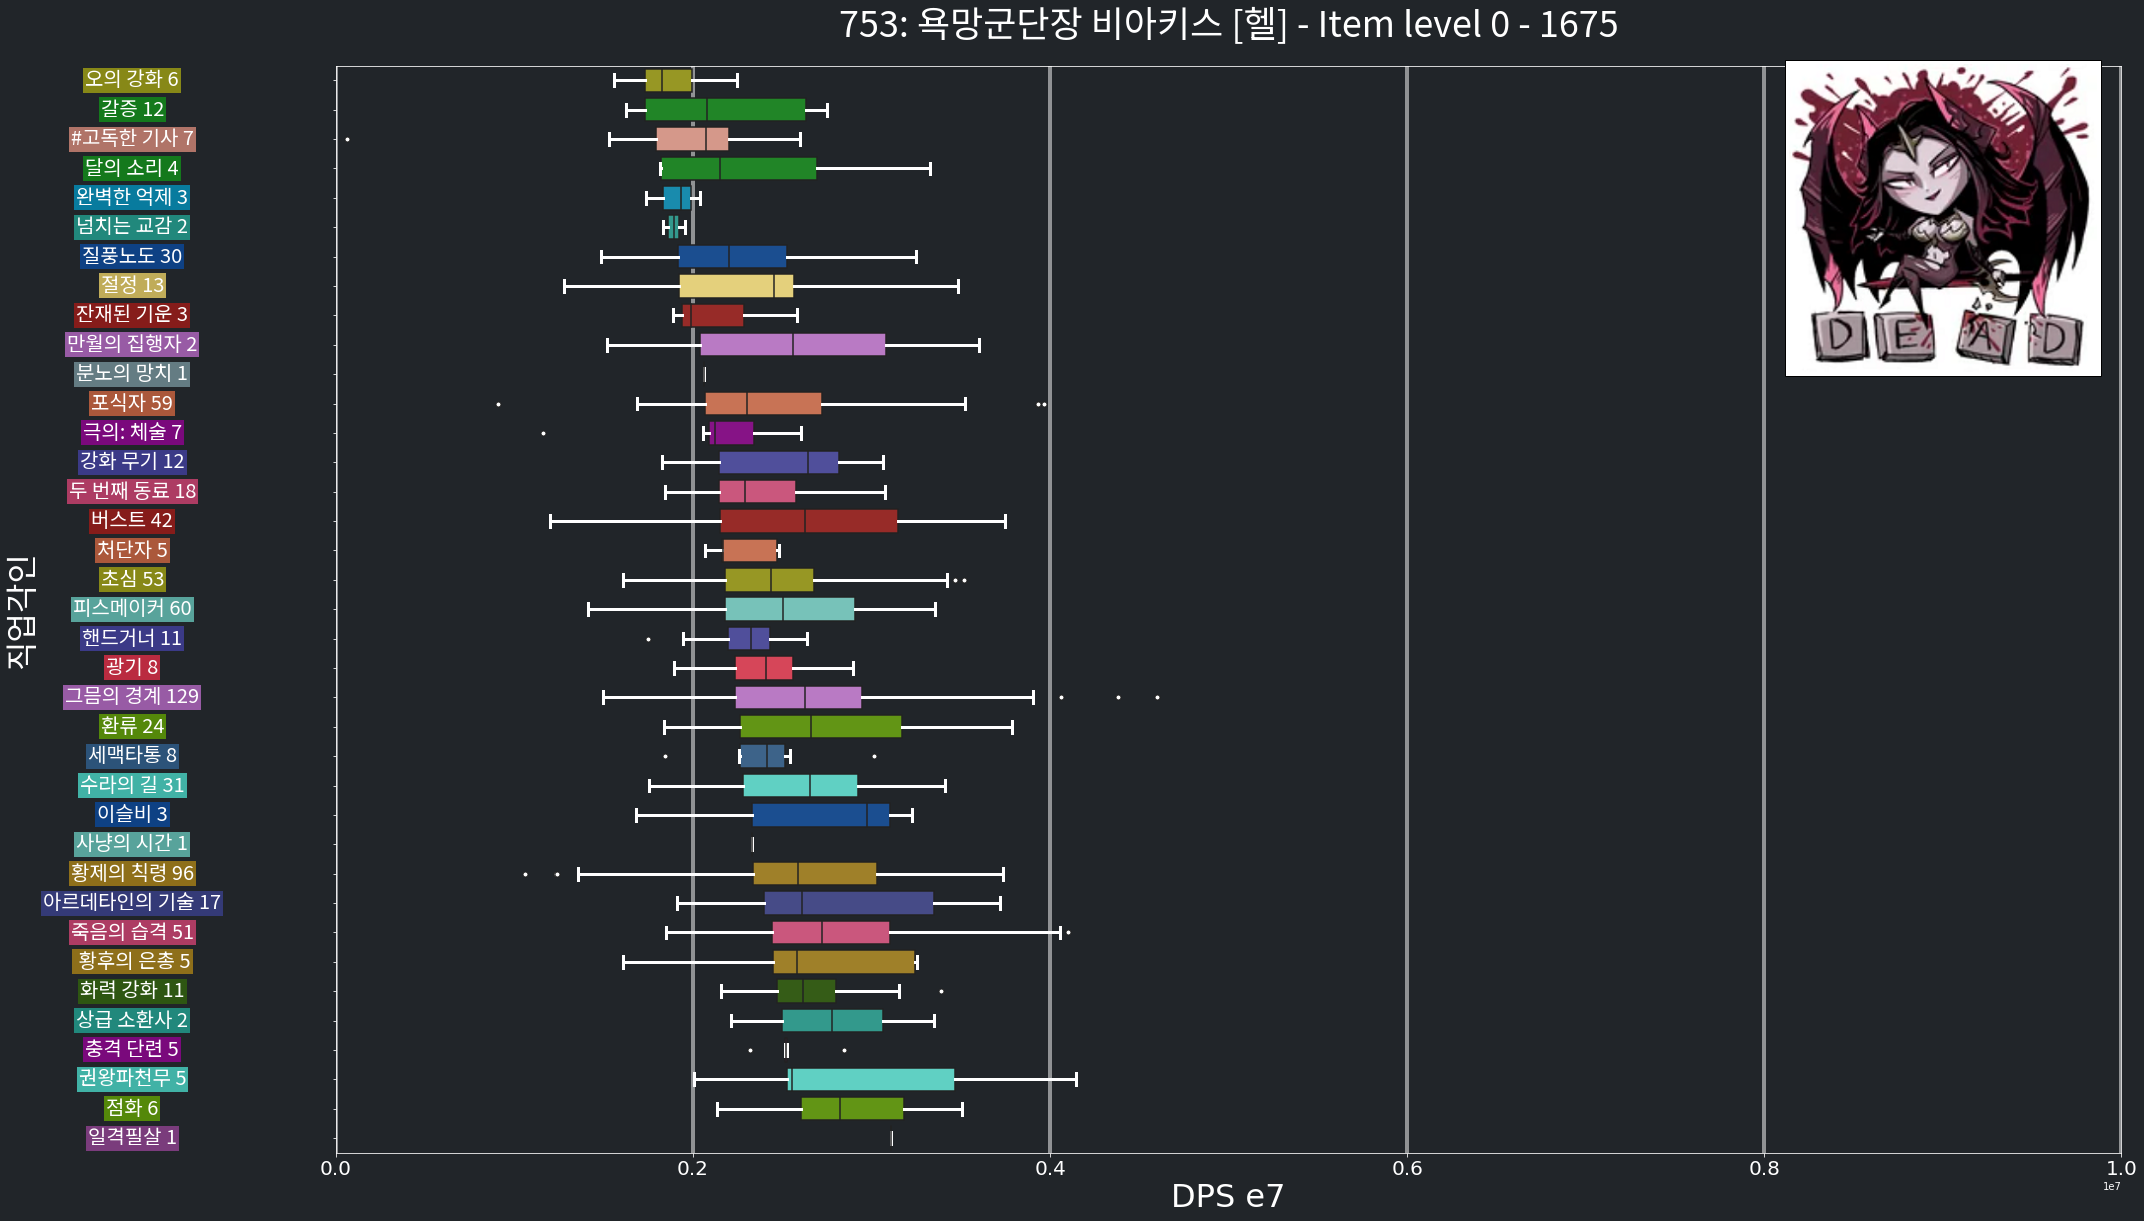 753: 욕망군단장 비아키스 [헬] - Item level 0 - 1675
오의 강화 6
갈증 12
#고독한 기사 7
달의 소리 4
완벽한 억제 3
넘치는 교감 2
질풍노도 30
절정 13
잔재된 기운 3
만월의 집행자 2
분노의 망치 1
포식자 59
극의: 체술 7
강화 무기 12
두 번째 동료 18
버스트 42
처단자 5
초심 53
피스메이커 60
핸드거너 11
광기 8
그믐의 경계 129
환류 24
세맥타통 8
수라의 길 31
이슬비 3
사냥의 시간 1
황제의 칙령 96
아르데타인의 기술 17
죽음의 습격 51
황후의 은총 5
화력 강화 11
상급 소환사 2
충격 단련 5
권왕파천무 5
점화 6
일격필살 1
직업각인
0.0 0.2 0.4 0.6 0.8 1.0
1e7
DPS e7
D E A D